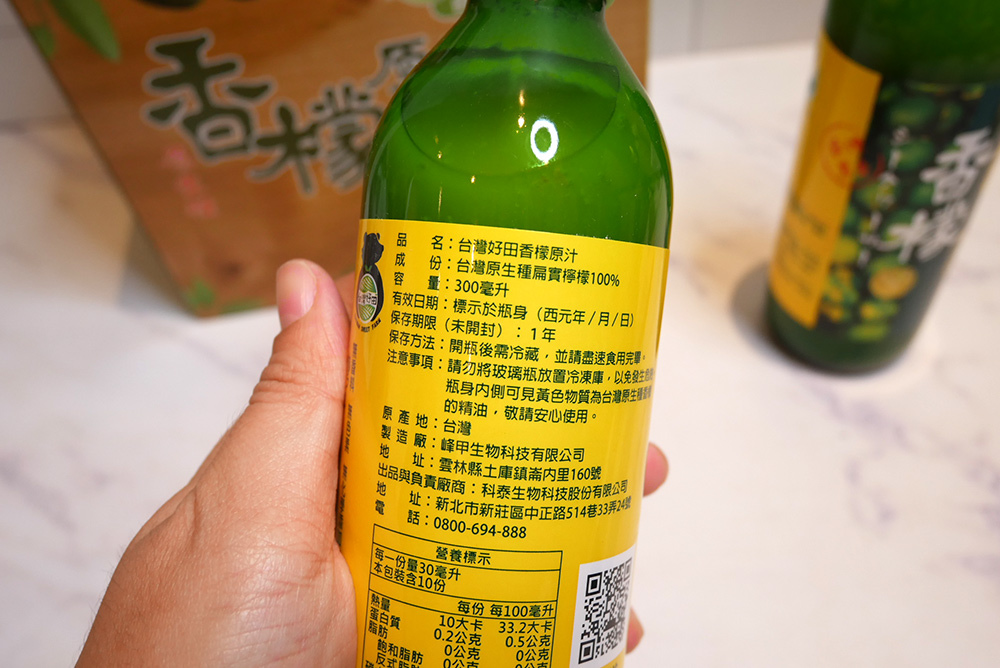 香檬
原
品名：台灣好田香檬原汁
成份：台灣原生種扁實檸檬100%
容量：300毫升
有效日期：標示於瓶身（西元年/月/日）
保存期限（未開封）：1年
保存方法：開瓶後需冷藏，並請盡速食用完畢。
注意事項：請勿將玻璃瓶放置冷凍庫，以免發生危
瓶身內側可見黃色物質為台灣原生種
的精油，敬請安心使用。
原產地：台灣
製造廠：峰甲生物科技有限公司
地址：雲林縣土庫鎮崙內里160號
出品與負責廠商：科泰生物科技股份有限公司
地址：新北市新莊區中正路514巷33弄24號
電話：0800-694-888
營養標示
每一份量30毫升
本包裝含10份
每份 每100毫升
熱量 10大卡 33.2大卡
蛋白質 0.2公克 0.5公克
脂肪 0公克 0公克
飽和脂肪 0公克 0公克
反式脂肪
香檬